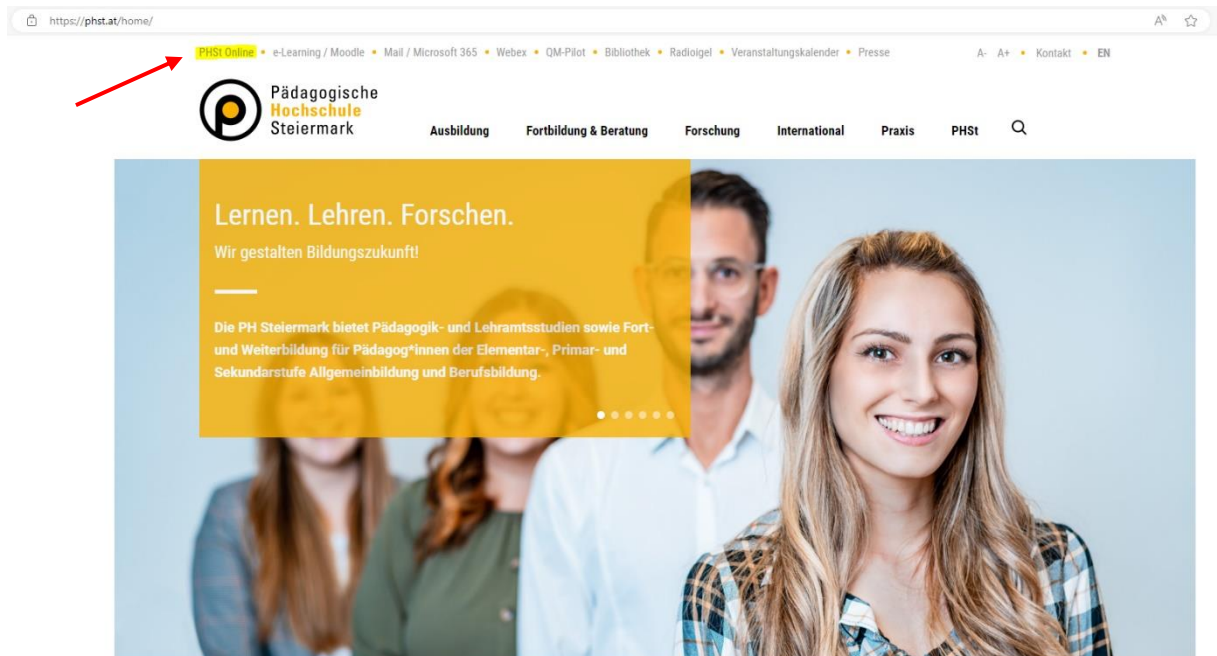 https://phst.at/home/
PHSt Online • e-Learning / Moodle • Mail / Microsoft 365 • Webex • QM-Pilot • Bibliothek • Radioigel • Veranstaltungskalender • Presse A- A+ • Kontakt • EN
Pädagogische
Hochschule
Steiermark
Ausbildung Fortbildung & Beratung Forschung International Praxis PHSt
Lernen. Lehren. Forschen.
Wir gestalten Bildungszukunft!
Die PH Steiermark bietet Pädagogik- und Lehramtsstudien sowie Fort-
und Weiterbildung für Pädagog*innen der Elementar-, Primar- und
Sekundarstufe Allgemeinbildung und Berufsbildung.